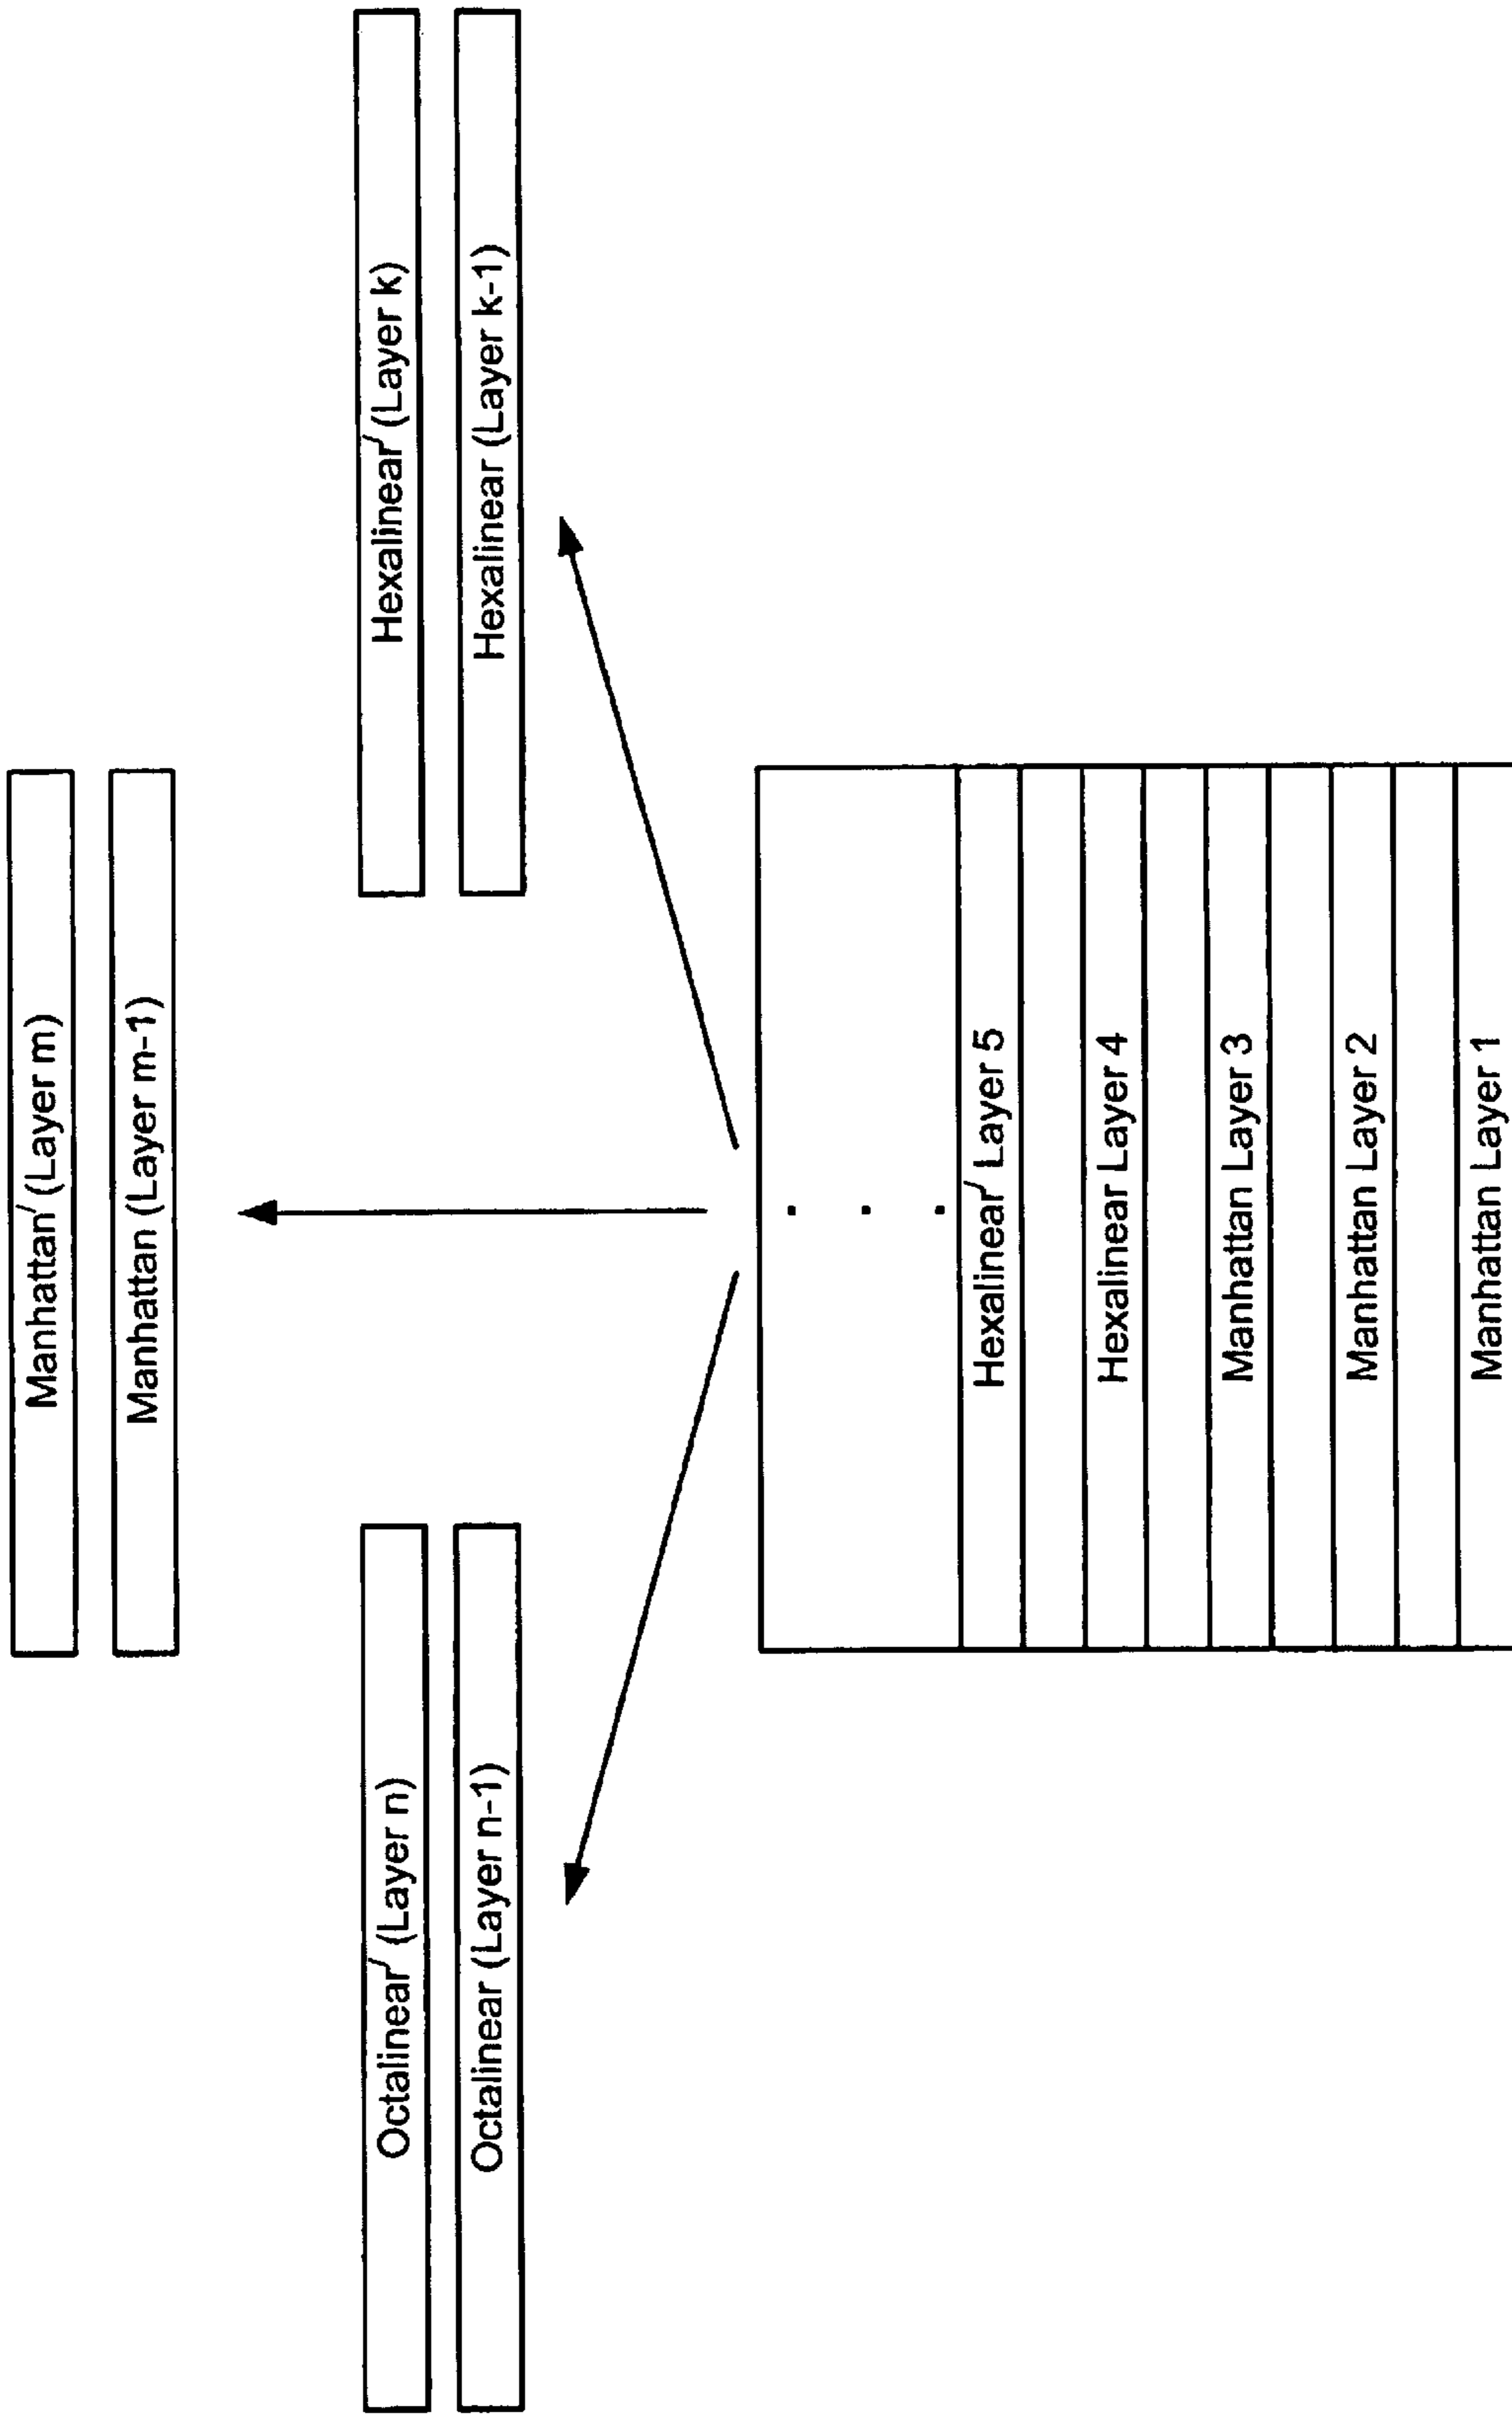 Manhattan′ (Layer m)
Manhattan (Layer m-1)
Octalinear′ (Layer n)
Octalinear (Layer n-1)
Hexalinear′ (Layer k)
Hexalinear (Layer k-1)
Hexalinear′ Layer 5
Hexalinear Layer 4
Manhattan Layer 3
Manhattan Layer 2
Manhattan Layer 1